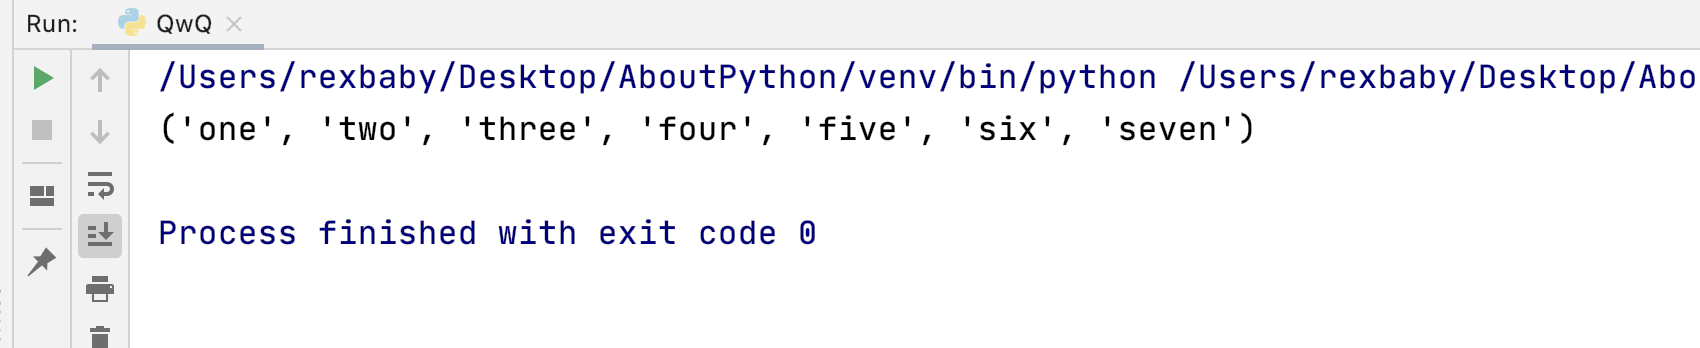 Run: QwQ
/Users/rexbaby/Desktop/AboutPython/venv/bin/python /Users/rexbaby/Desktop/Abo
('one', 'two', 'three', 'four', 'five', 'six', 'seven')
Process finished with exit code 0